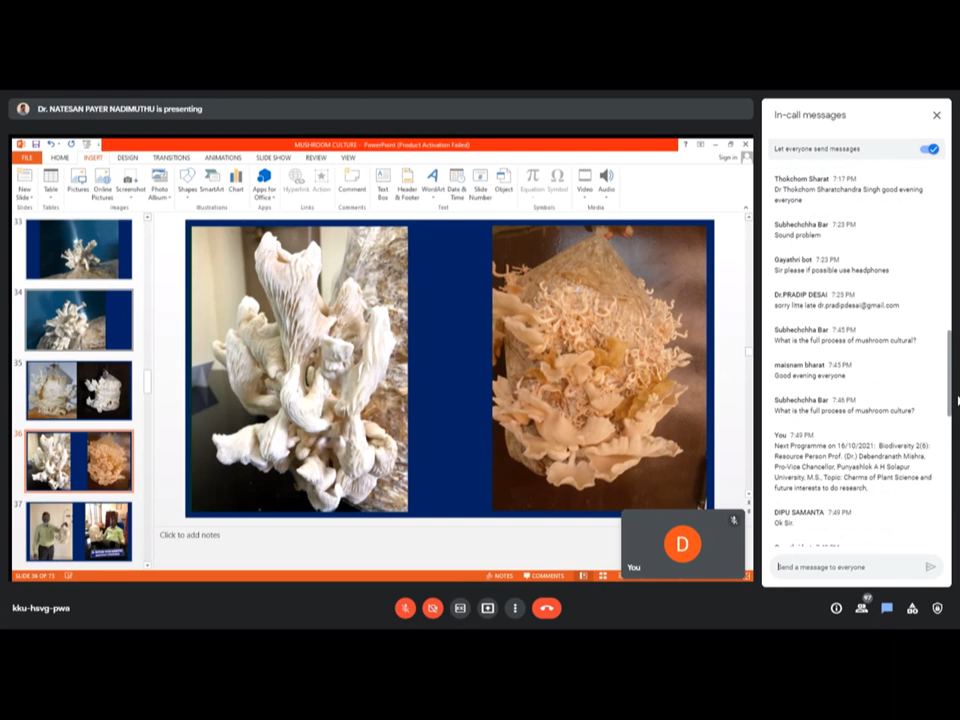 Dr. NATESAN PAYER NADIMUTHU is presenting
MUSHROOM CULTURE - PowerPoint (Product Activation Failed)
FILE HOME INSERT DESIGN TRANSITIONS ANIMATIONS SLIDE SHOW REVIEW VIEW
Sign in
New Slide
Table
Pictures
Online Pictures
Screenshot
Photo Album
Shapes
SmartArt
Chart
Apps for Office
Hyperlink
Action
Comment
Text Box
Header & Footer
WordArt
Date & Time
Slide Number
Object
Equation
Symbol
Video
Audio
Slides Tables Images Illustrations Apps Links Comments Text Symbols Media
33
34
35
36
37
Click to add notes
SLIDE 36 OF 73
NOTES COMMENTS
D
You
In-call messages
Let everyone send messages
Thokchom Sharat 7:17 PM
Dr Thokchom Sharatchandra Singh good evening
everyone
Subhechchha Bar 7:23 PM
Sound problem
Gayathri bot 7:23 PM
Sir please if possible use headphones
Dr.PRADIP DESAI 7:25 PM
sorry litte late dr.pradipdesai@gmail.com
Subhechchha Bar 7:45 PM
What is the full process of mushroom cultural?
maisnam bharat 7:45 PM
Good evening everyone
Subhechchha Bar 7:46 PM
What is the full process of mushroom culture?
You 7:49 PM
Next Programme on 16/10/2021: Biodiversity 2(6):
Resource Person Prof. (Dr.) Debendranath Mishra,
Pro-Vice Chancellor, Punyashlok A H Solapur
University, M.S., Topic: Charms of Plant Science and
future interests to do research.
DIPU SAMANTA 7:49 PM
Ok Sir.
Send a message to everyone
kku-hsvg-pwa
97